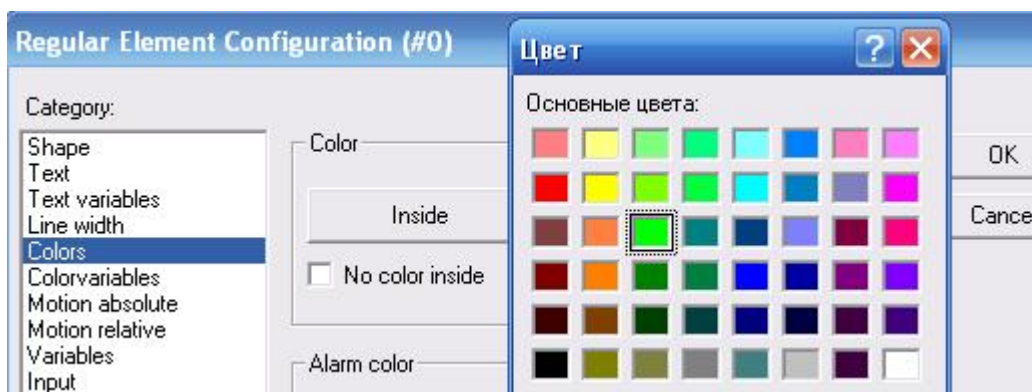 Regular Element Configuration (#0)
Category:
Shape
Text
Text variables
Line width
Colors
Colorvariables
Motion absolute
Motion relative
Variables
Input
Color
Inside
No color inside
Alarm color
Цвет
?
Основные цвета:
OK
Cance